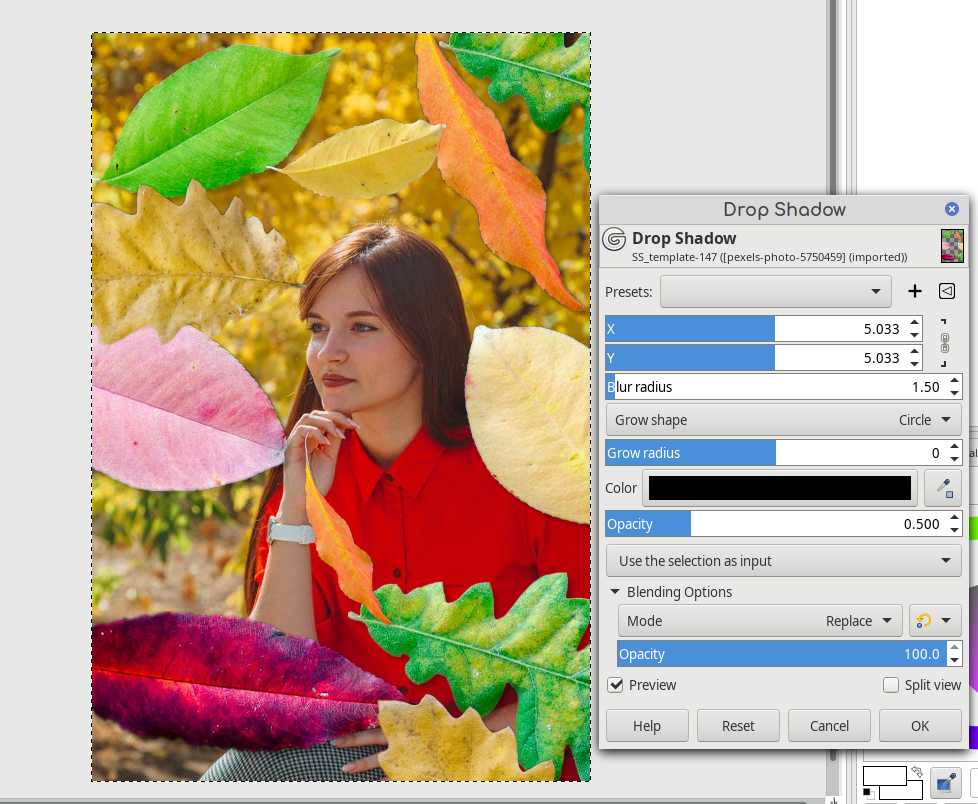 Drop Shadow
Drop Shadow
SS_template-147 ([pexels-photo-5750459] (imported))
Presets:
X 5.033
Y 5.033
Blur radius 1.50
Grow shape Circle
Grow radius 0
Color
Opacity 0.500
Use the selection as input
Blending Options
Mode Replace
Opacity 100.0
Preview Split view
Help Reset Cancel OK